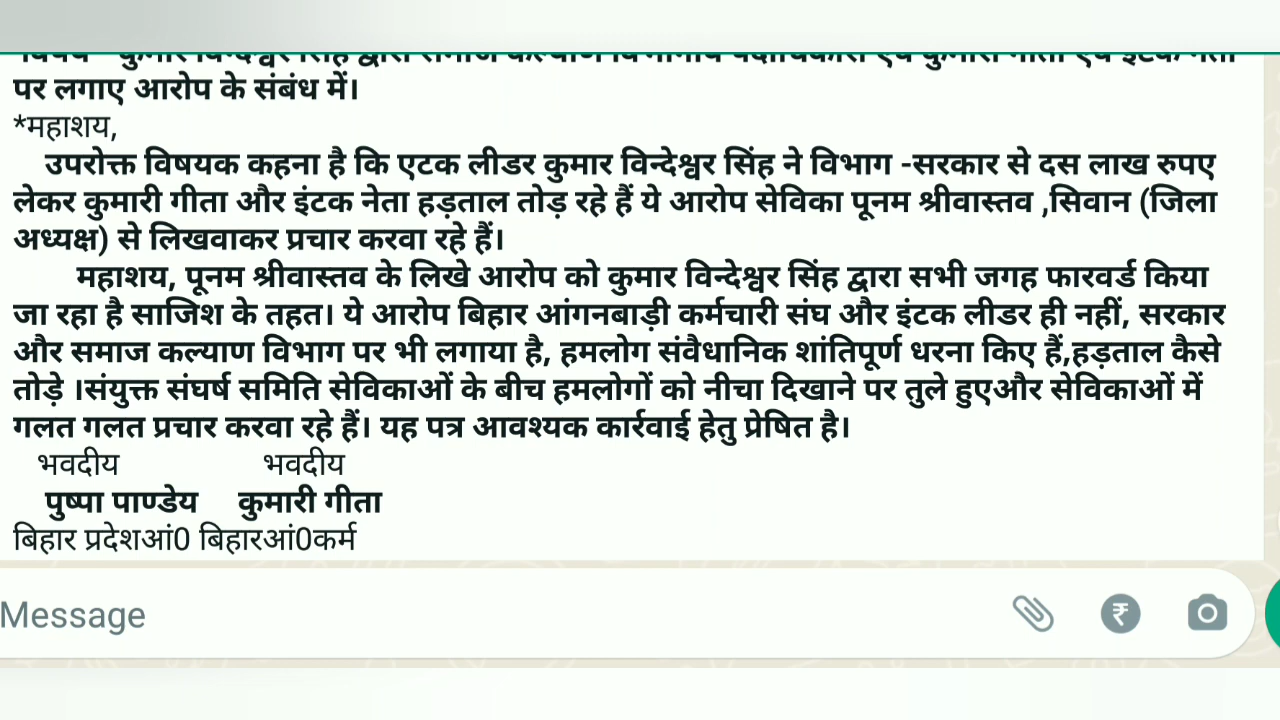 पर लगाए आरोप के संबंध में।
*महाशय,
उपरोक्त विषयक कहना है कि एटक लीडर कुमार विन्देश्वर सिंह ने विभाग -सरकार से दस लाख रुपए
लेकर कुमारी गीता और इंटक नेता हड़ताल तोड़ रहे हैं ये आरोप सेविका पूनम श्रीवास्तव ,सिवान (जिला
अध्यक्ष) से लिखवाकर प्रचार करवा रहे हैं।
महाशय, पूनम श्रीवास्तव के लिखे आरोप को कुमार विन्देश्वर सिंह द्वारा सभी जगह फारवर्ड किया
जा रहा है साजिश के तहत। ये आरोप बिहार आंगनबाड़ी कर्मचारी संघ और इंटक लीडर ही नहीं, सरकार
और समाज कल्याण विभाग पर भी लगाया है, हमलोग संवैधानिक शांतिपूर्ण धरना किए हैं,हड़ताल कैसे
तोड़े ।संयुक्त संघर्ष समिति सेविकाओं के बीच हमलोगों को नीचा दिखाने पर तुले हुएऔर सेविकाओं में
गलत गलत प्रचार करवा रहे हैं। यह पत्र आवश्यक कार्रवाई हेतु प्रेषित है।
भवदीय भवदीय
पुष्पा पाण्डेय कुमारी गीता
बिहार प्रदेशआं0 बिहारआं0कर्म
Message